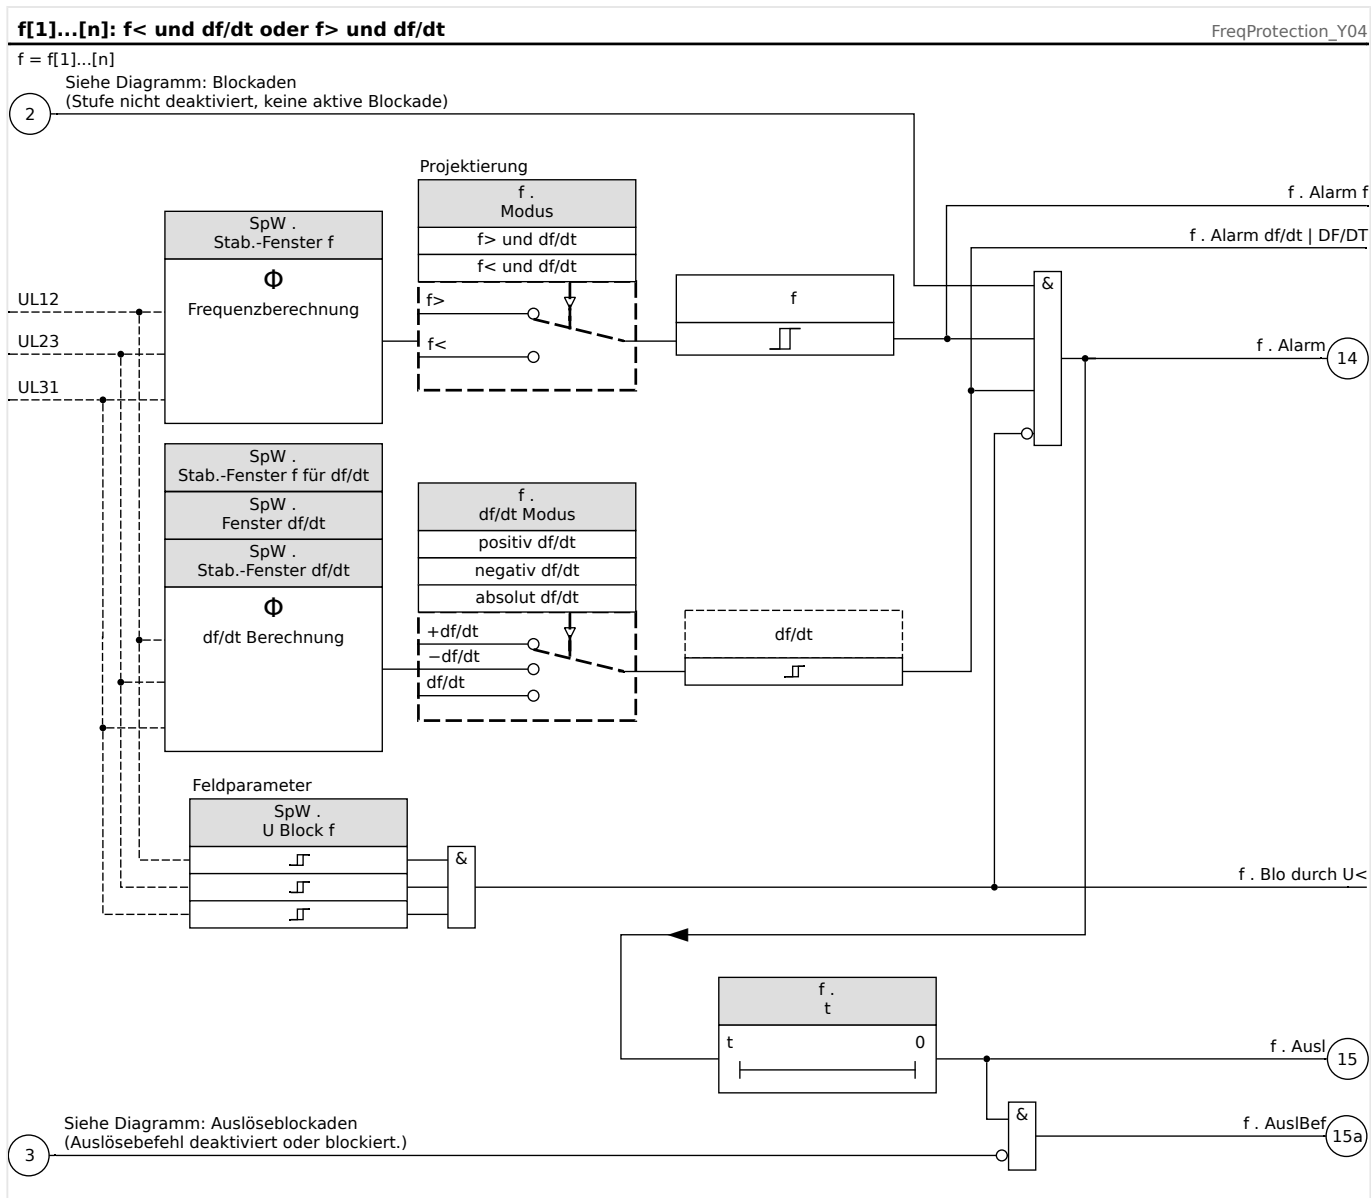 f[1]...[n]: f< und df/dt oder f> und df/dt
FreqProtection_Y04
f = f[1]...[n]
Siehe Diagramm: Blockaden
(Stufe nicht deaktiviert, keine aktive Blockade)
2
Projektierung
f .
Modus
f> und df/dt
f< und df/dt
f>
f<
SpW .
Stab.-Fenster f
Φ
Frequenzberechnung
UL12
UL23
UL31
f
&
f . Alarm f
f . Alarm df/dt | DF/DT
f . Alarm
14
SpW .
Stab.-Fenster f für df/dt
SpW .
Fenster df/dt
SpW .
Stab.-Fenster df/dt
Φ
df/dt Berechnung
f .
df/dt Modus
positiv df/dt
negativ df/dt
absolut df/dt
+df/dt
−df/dt
df/dt
df/dt
Feldparameter
SpW .
U Block f
&
f . Blo durch U<
f .
t
t
0
f . Ausl
15
&
f . AuslBef
15a
Siehe Diagramm: Auslöseblockaden
(Auslösebefehl deaktiviert oder blockiert.)
3